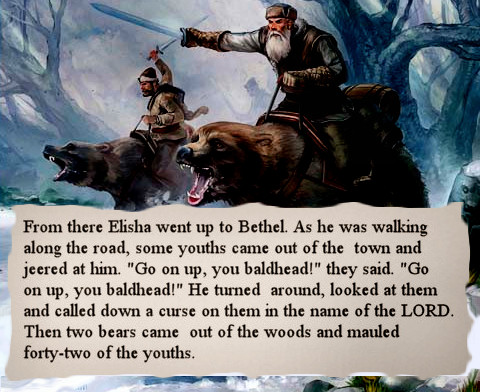 From there Elisha went up to Bethel. As he was walking
along the road, some youths came out of the town and
jeered at him. "Go on up, you baldhead!" they said. "Go
on up, you baldhead!" He turned around, looked at them
and called down a curse on them in the name of the LORD.
Then two bears came out of the woods and mauled
forty-two of the youths.